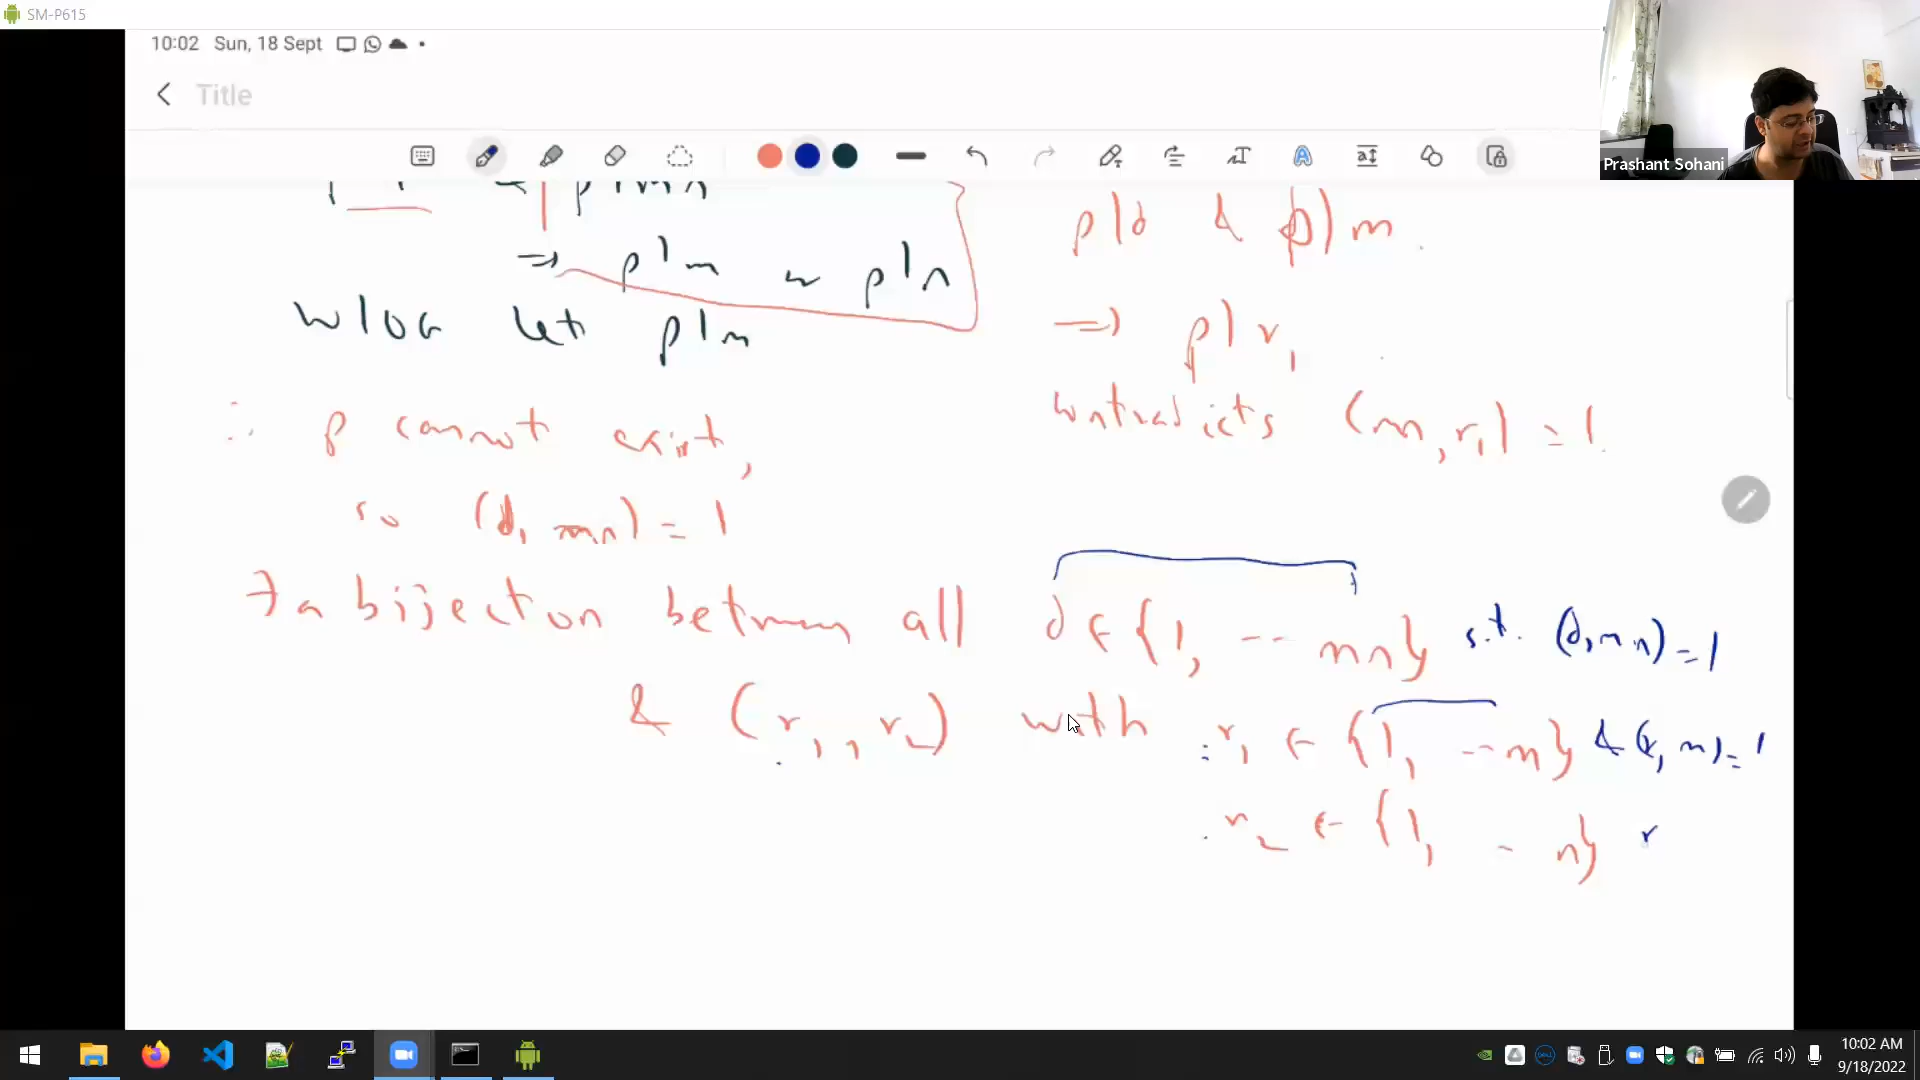 SM-P615
10:02 Sun, 18 Sept
Title
Prashant Sohani
p|mn
⇒ p|m or p|n
WLOG let p|m
∴ p cannot exist,
so (d, mn) = 1
p|d & p|m.
⇒ p|r₁
contradicts (m, r₁) = 1.
∃ a bijection between all d ∈ {1, -- mn} s.t. (d, mn) = 1
& (r₁, r₂) with : r₁ ∈ {1, -- m} & (r, m) = 1
r₂ ∈ {1, - n} r
10:02 AM
9/18/2022